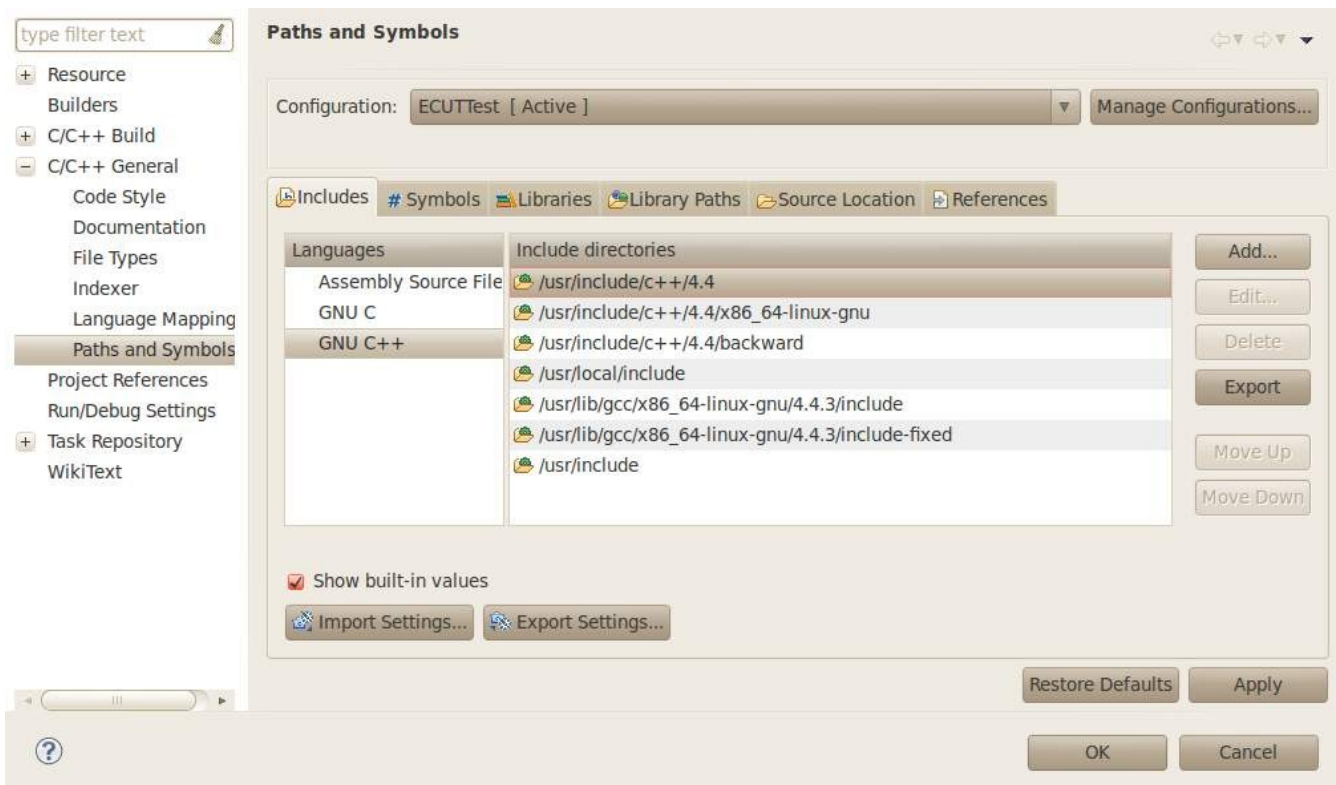 type filter text
Resource
Builders
C/C++ Build
C/C++ General
Code Style
Documentation
File Types
Indexer
Language Mapping
Paths and Symbols
Project References
Run/Debug Settings
Task Repository
WikiText
Paths and Symbols
Configuration: ECUTTest [ Active ] Manage Configurations...
Includes # Symbols Libraries Library Paths Source Location References
Languages
Assembly Source File
GNU C
GNU C++
Include directories
/usr/include/c++/4.4
/usr/include/c++/4.4/x86_64-linux-gnu
/usr/include/c++/4.4/backward
/usr/local/include
/usr/lib/gcc/x86_64-linux-gnu/4.4.3/include
/usr/lib/gcc/x86_64-linux-gnu/4.4.3/include-fixed
/usr/include
Add...
Edit...
Delete
Export
Move Up
Move Down
Show built-in values
Import Settings... Export Settings...
Restore Defaults Apply
? OK Cancel